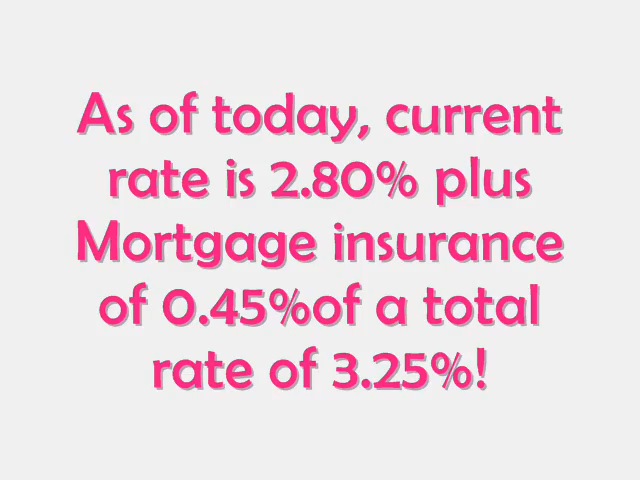 As of today, current
rate is 2.80% plus
Mortgage insurance
of 0.45%of a total
rate of 3.25%!